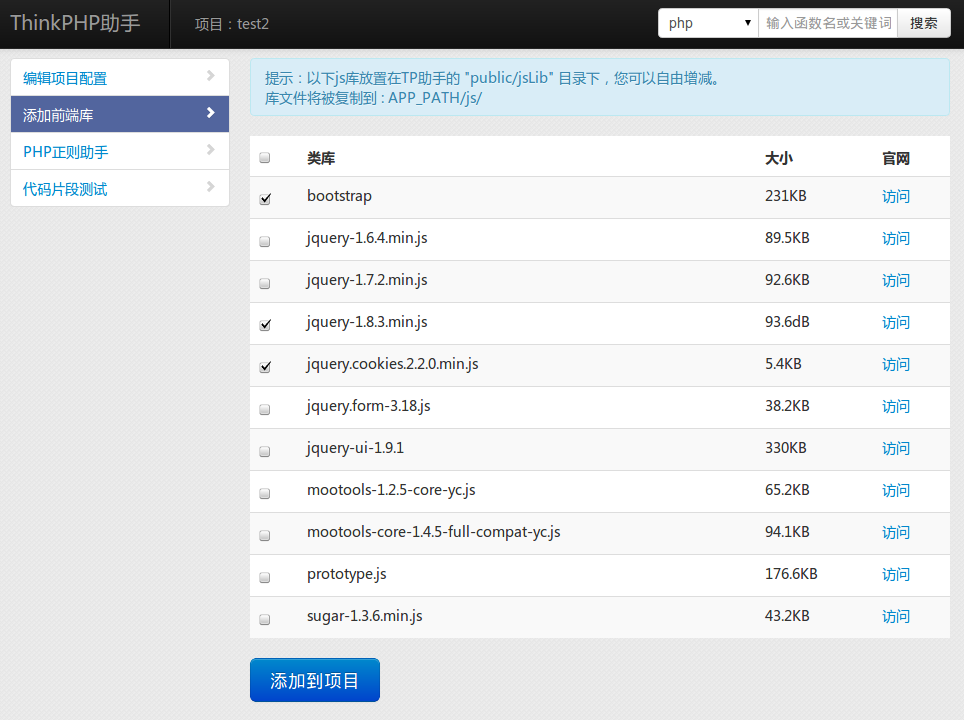 ThinkPHP助手 项目：test2 php 输入函数名或关键词 搜索
编辑项目配置
添加前端库
PHP正则助手
代码片段测试
提示：以下js库放置在TP助手的 "public/jsLib" 目录下，您可以自由增减。
库文件将被复制到：APP_PATH/js/
类库 大小 官网
bootstrap 231KB 访问
jquery-1.6.4.min.js 89.5KB 访问
jquery-1.7.2.min.js 92.6KB 访问
jquery-1.8.3.min.js 93.6dB 访问
jquery.cookies.2.2.0.min.js 5.4KB 访问
jquery.form-3.18.js 38.2KB 访问
jquery-ui-1.9.1 330KB 访问
mootools-1.2.5-core-yc.js 65.2KB 访问
mootools-core-1.4.5-full-compat-yc.js 94.1KB 访问
prototype.js 176.6KB 访问
sugar-1.3.6.min.js 43.2KB 访问
添加到项目